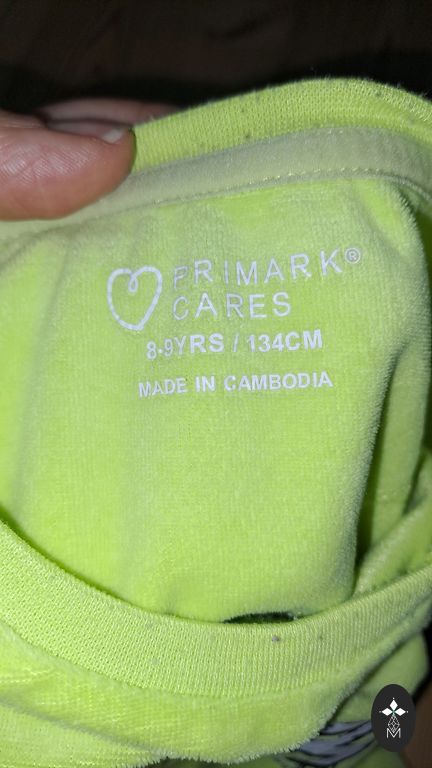 PRIMARK®
CARES
8-9YRS / 134CM
MADE IN CAMBODIA
M